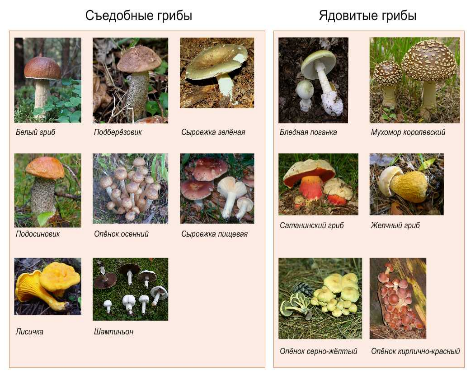 Съедобные грибы
Ядовитые грибы
Белый гриб
Подберёзовик
Сыроежка зелёная
Бледная поганка
Мухомор королевский
Подосиновик
Опёнок осенний
Сыроежка пищевая
Сатанинский гриб
Желчный гриб
Лисичка
Шампиньон
Опёнок серно-жёлтый
Опёнок кирпично-красный